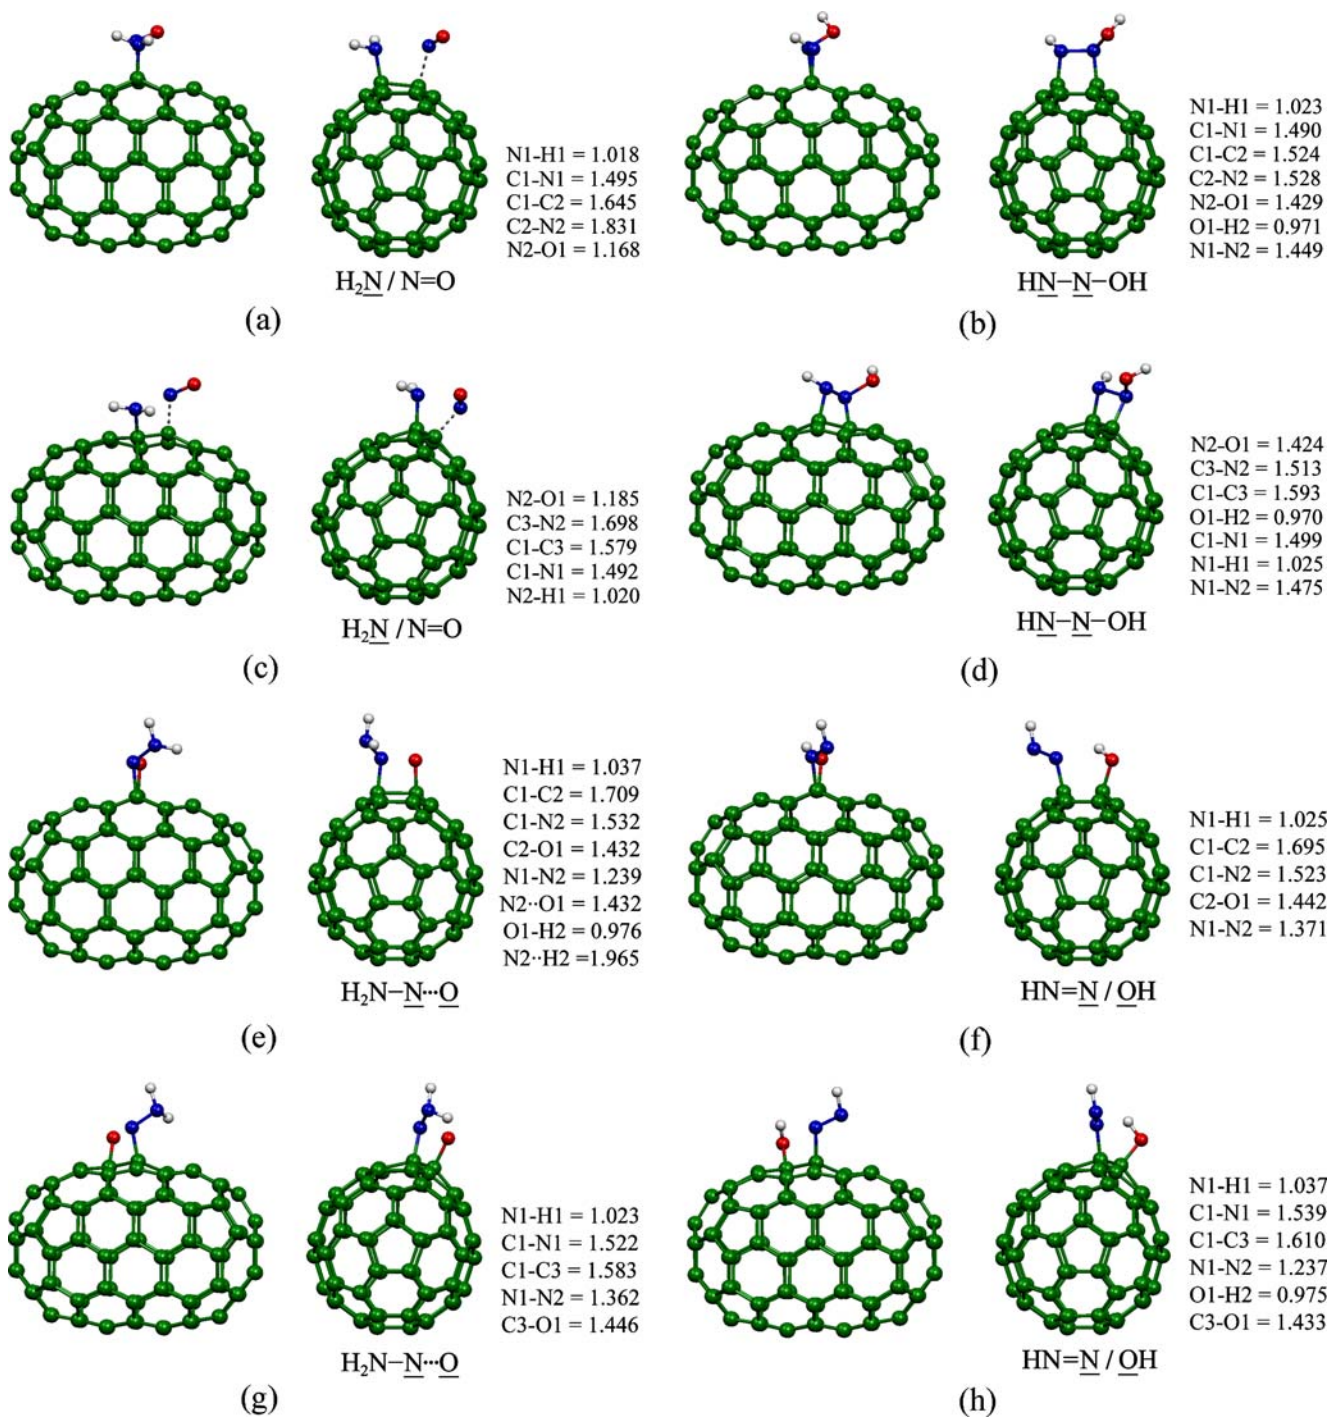 N1-H1 = 1.018
C1-N1 = 1.495
C1-C2 = 1.645
C2-N2 = 1.831
N2-O1 = 1.168
H₂N / N=O
(a)
N1-H1 = 1.023
C1-N1 = 1.490
C1-C2 = 1.524
C2-N2 = 1.528
N2-O1 = 1.429
O1-H2 = 0.971
N1-N2 = 1.449
HN−N−OH
(b)
N2-O1 = 1.185
C3-N2 = 1.698
C1-C3 = 1.579
C1-N1 = 1.492
N2-H1 = 1.020
H₂N / N=O
(c)
N2-O1 = 1.424
C3-N2 = 1.513
C1-C3 = 1.593
O1-H2 = 0.970
C1-N1 = 1.499
N1-H1 = 1.025
N1-N2 = 1.475
HN−N−OH
(d)
N1-H1 = 1.037
C1-C2 = 1.709
C1-N2 = 1.532
C2-O1 = 1.432
N1-N2 = 1.239
N2··O1 = 1.432
O1-H2 = 0.976
N2··H2 =1.965
H₂N−N···O
(e)
N1-H1 = 1.025
C1-C2 = 1.695
C1-N2 = 1.523
C2-O1 = 1.442
N1-N2 = 1.371
HN=N / OH
(f)
N1-H1 = 1.023
C1-N1 = 1.522
C1-C3 = 1.583
N1-N2 = 1.362
C3-O1 = 1.446
H₂N−N···O
(g)
N1-H1 = 1.037
C1-N1 = 1.539
C1-C3 = 1.610
N1-N2 = 1.237
O1-H2 = 0.975
C3-O1 = 1.433
HN=N / OH
(h)